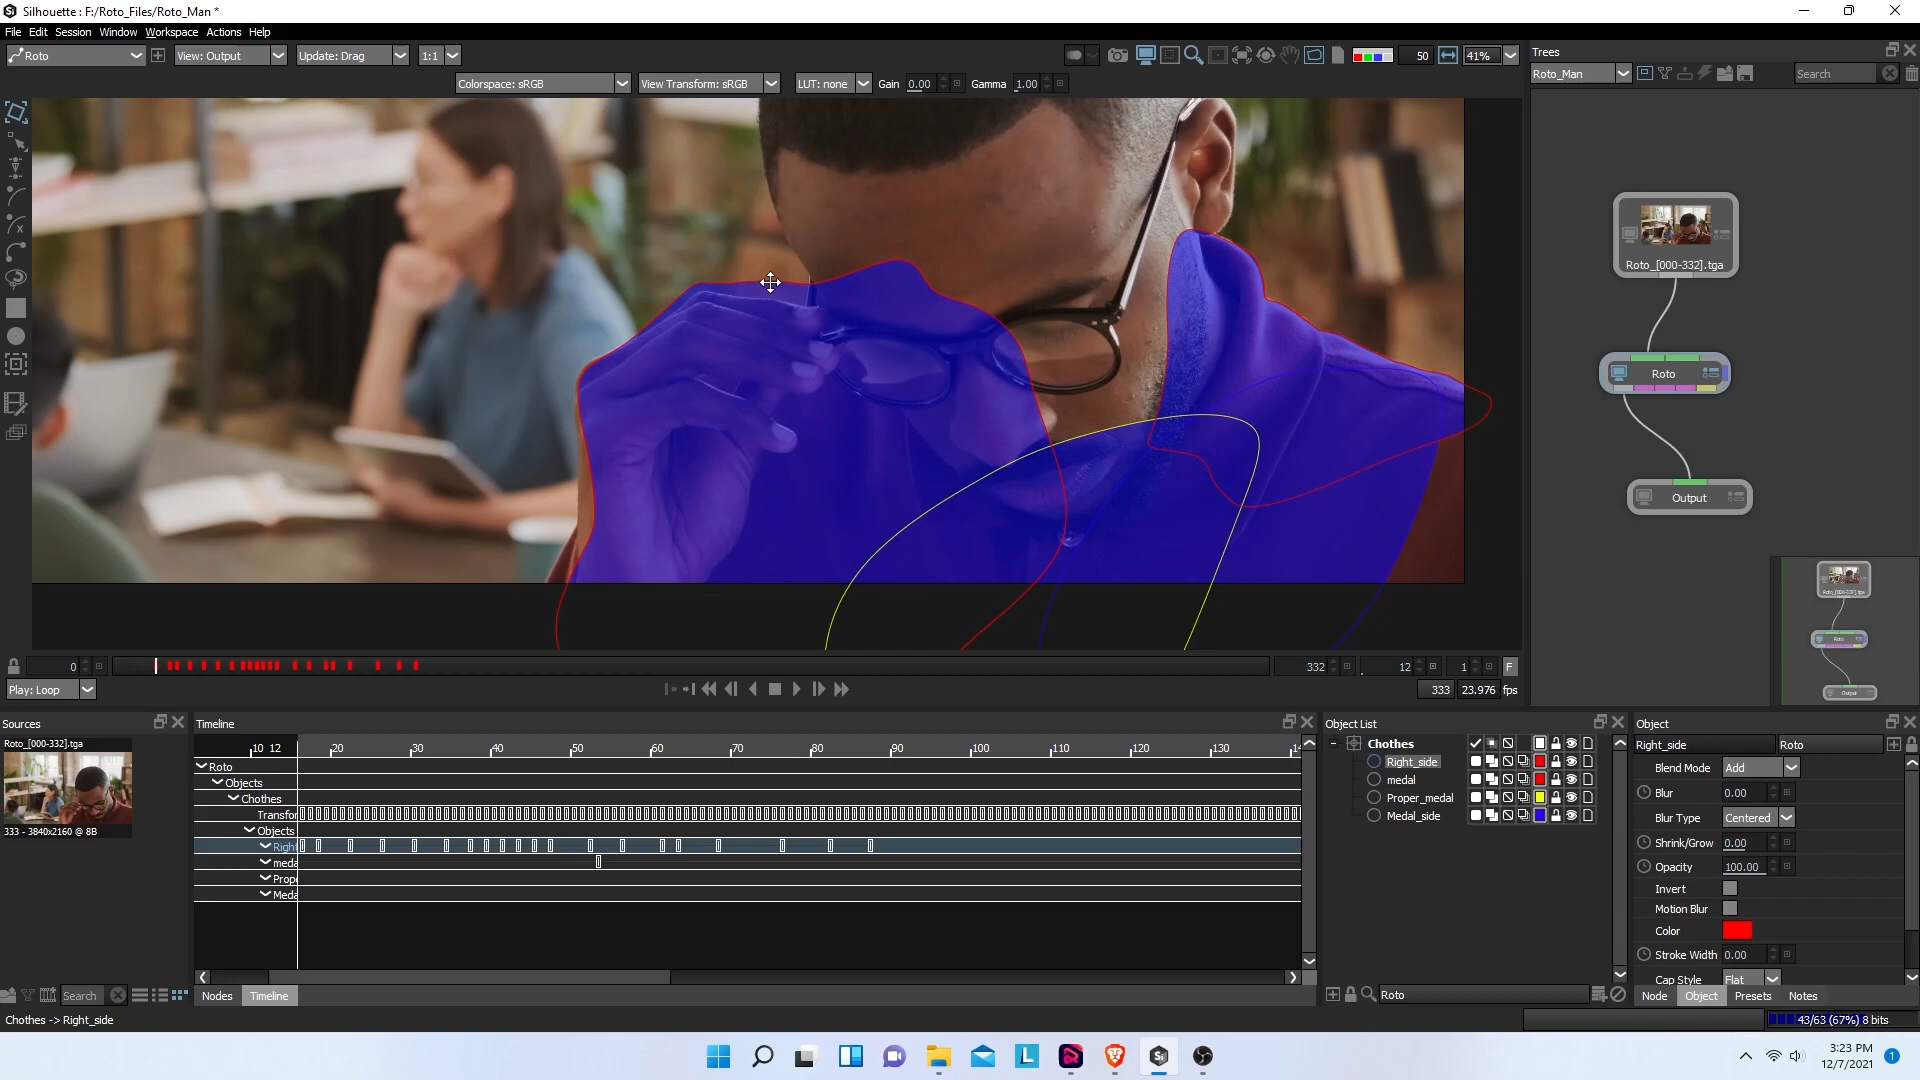 Silhouette : F:/Roto_Files/Roto_Man *
File Edit Session Window Workspace Actions Help
Roto View: Output Update: Drag 1:1 50 41%
Colorspace: sRGB View Transform: sRGB LUT: none Gain 0.00 Gamma 1.00
Trees
Roto_Man Search
Roto_[000-332].tga
Roto
Output
0 332 12 1 F
Play: Loop 333 23.976 fps
Sources
Roto_[000-332].tga
333 - 3840x2160 @ 8B
Search
Timeline
10 12 20 30 40 50 60 70 80 90 100 110 120 130
Roto
Objects
Clothes
Transfor
Objects
Right
meda
Prope
Meda
Nodes Timeline
Object List
Clothes
Right_side
medal
Proper_medal
Medal_side
Roto
Object
Right_side Roto
Blend Mode Add
Blur 0.00
Blur Type Centered
Shrink/Grow 0.00
Opacity 100.00
Invert
Motion Blur
Color
Stroke Width 0.00
Cap Style Flat
Node Object Presets Notes
Clothes -> Right_side
43/63 (67%) 8 bits
3:23 PM
12/7/2021
1